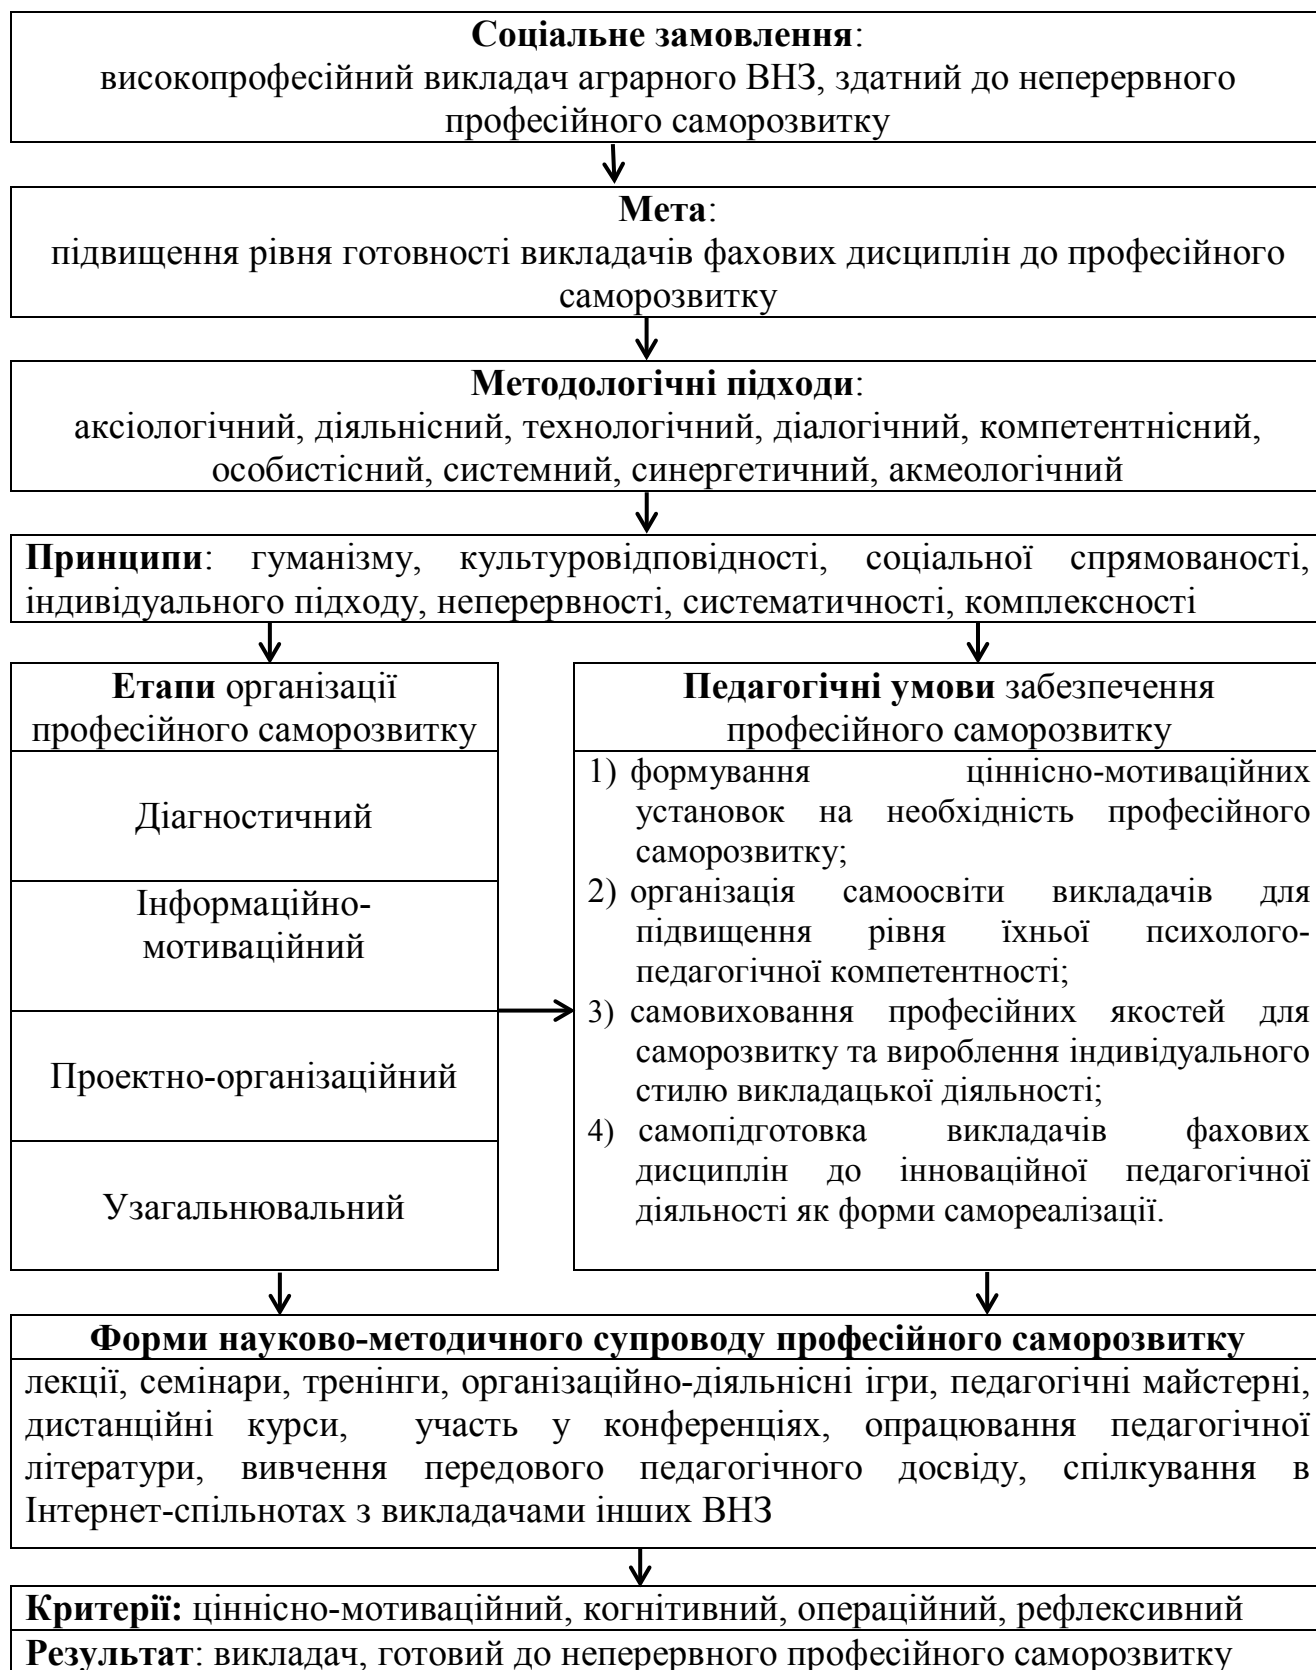 Соціальне замовлення:
високопрофесійний викладач аграрного ВНЗ, здатний до неперервного
професійного саморозвитку
Мета:
підвищення рівня готовності викладачів фахових дисциплін до професійного
саморозвитку
Методологічні підходи:
аксіологічний, діяльнісний, технологічний, діалогічний, компетентнісний,
особистісний, системний, синергетичний, акмеологічний
Принципи: гуманізму, культуровідповідності, соціальної спрямованості,
індивідуального підходу, неперервності, систематичності, комплексності
Етапи організації
професійного саморозвитку
Діагностичний
Інформаційно-
мотиваційний
Проектно-організаційний
Узагальнювальний
Педагогічні умови забезпечення
професійного саморозвитку
1) формування ціннісно-мотиваційних
установок на необхідність професійного
саморозвитку;
2) організація самоосвіти викладачів для
підвищення рівня їхньої психолого-
педагогічної компетентності;
3) самовиховання професійних якостей для
саморозвитку та вироблення індивідуального
стилю викладацької діяльності;
4) самопідготовка викладачів фахових
дисциплін до інноваційної педагогічної
діяльності як форми самореалізації.
Форми науково-методичного супроводу професійного саморозвитку
лекції, семінари, тренінги, організаційно-діяльнісні ігри, педагогічні майстерні,
дистанційні курси, участь у конференціях, опрацювання педагогічної
літератури, вивчення передового педагогічного досвіду, спілкування в
Інтернет-спільнотах з викладачами інших ВНЗ
Критерії: ціннісно-мотиваційний, когнітивний, операційний, рефлексивний
Результат: викладач, готовий до неперервного професійного саморозвитку